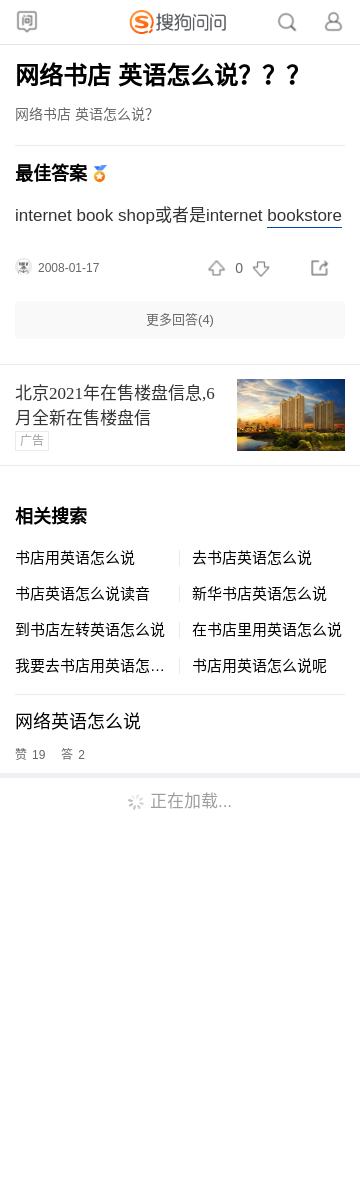 问
搜狗问问
网络书店 英语怎么说？？？
网络书店 英语怎么说?
最佳答案
internet book shop或者是internet bookstore
2008-01-17
0
更多回答(4)
北京2021年在售楼盘信息,6
月全新在售楼盘信
广告
相关搜索
书店用英语怎么说
去书店英语怎么说
书店英语怎么说读音
新华书店英语怎么说
到书店左转英语怎么说
在书店里用英语怎么说
我要去书店用英语怎…
书店用英语怎么说呢
网络英语怎么说
赞 19 答 2
正在加载...